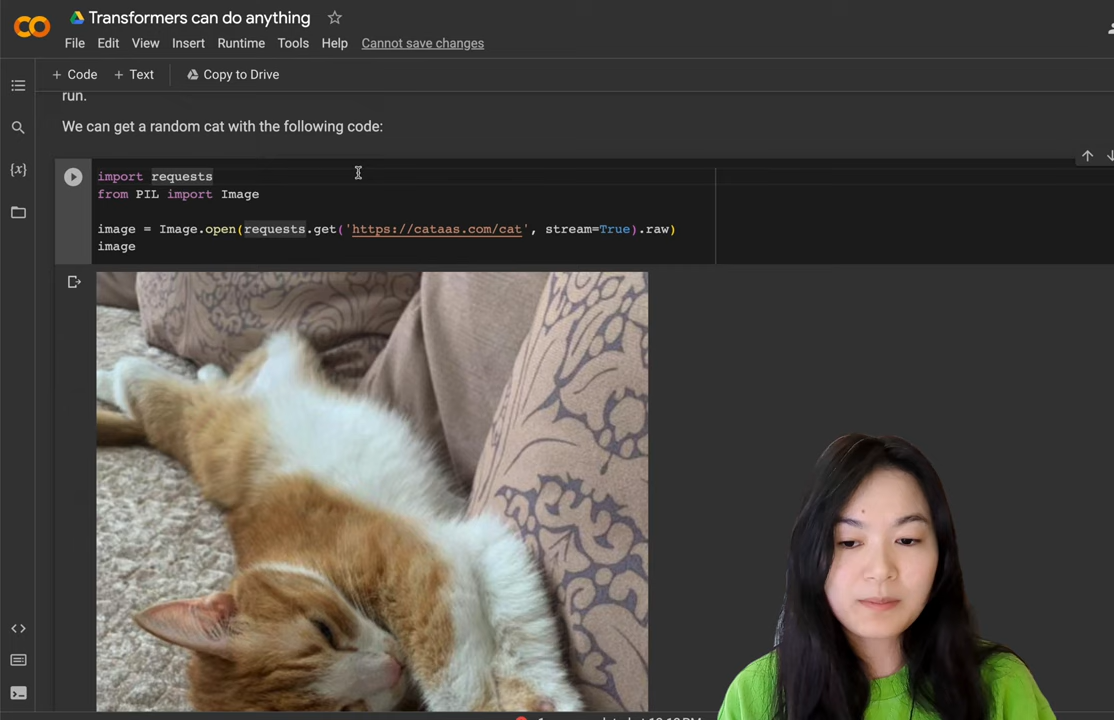 CO
Transformers can do anything
File Edit View Insert Runtime Tools Help Cannot save changes
+ Code + Text Copy to Drive
run.
We can get a random cat with the following code:
{x}
import requests
from PIL import Image
image = Image.open(requests.get('https://cataas.com/cat', stream=True).raw)
image